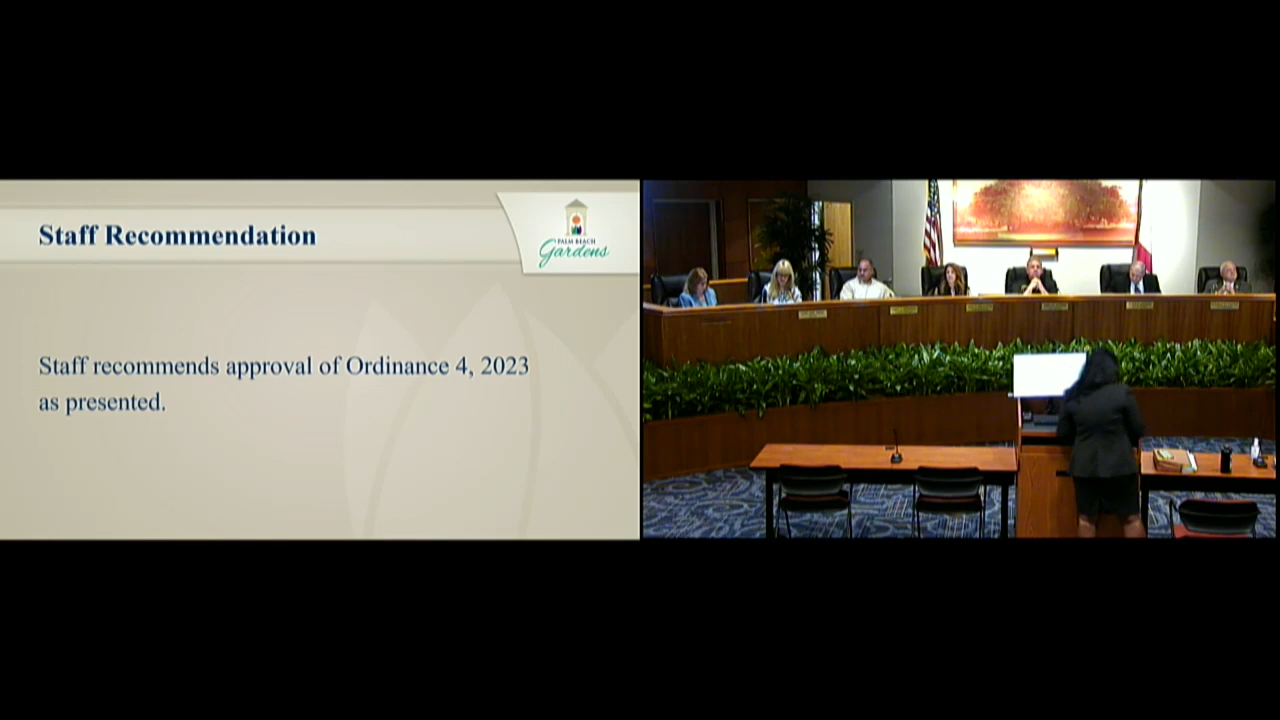 Staff Recommendation
PALM BEACH
Gardens
Staff recommends approval of Ordinance 4, 2023
as presented.